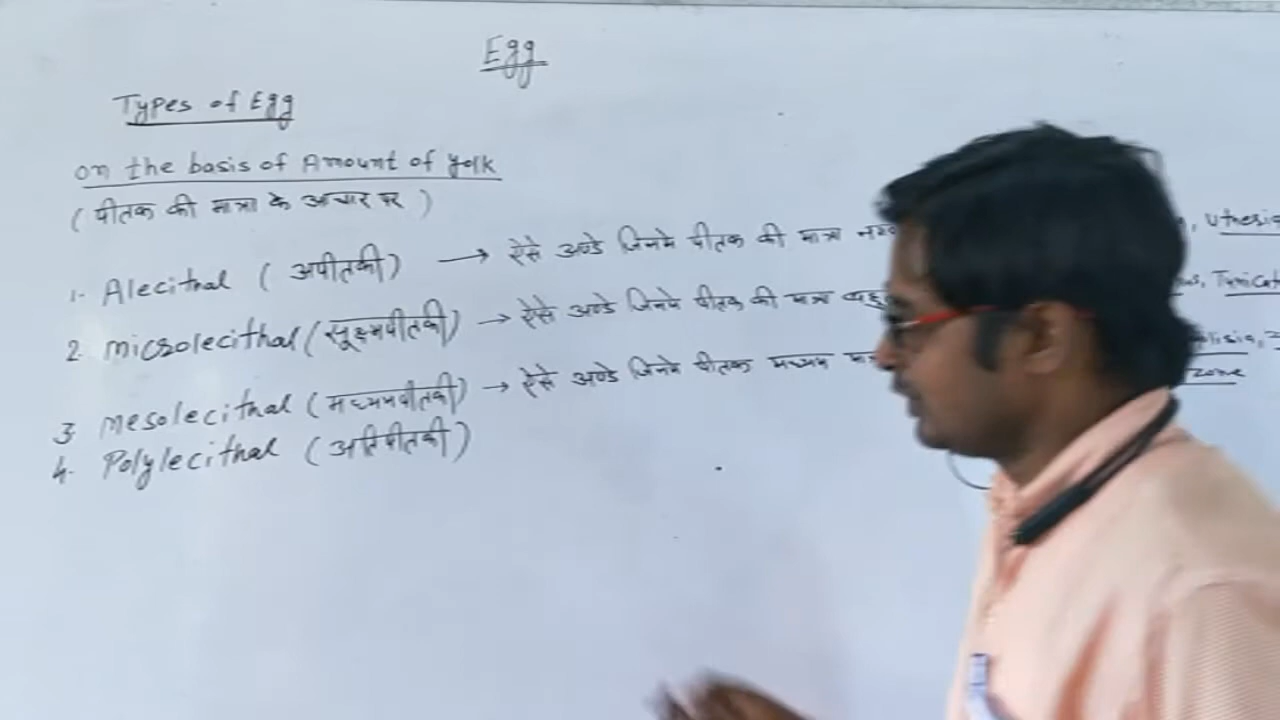 Egg
Types of Egg
on the basis of Amount of yolk
( पीतक की मात्रा के आधार पर )
1. Alecithal ( अपीतकी ) → ऐसे अण्डे जिनमे पीतक की मात्रा
2. Microlecithal ( सूक्ष्मपीतकी ) → ऐसे अण्डे जिनमे पीतक की मात्रा
3. Mesolecithal ( मध्यमपीतकी ) → ऐसे अण्डे जिनमे पीतक मध्यम
4. Polylecithal ( अतिपीतकी )